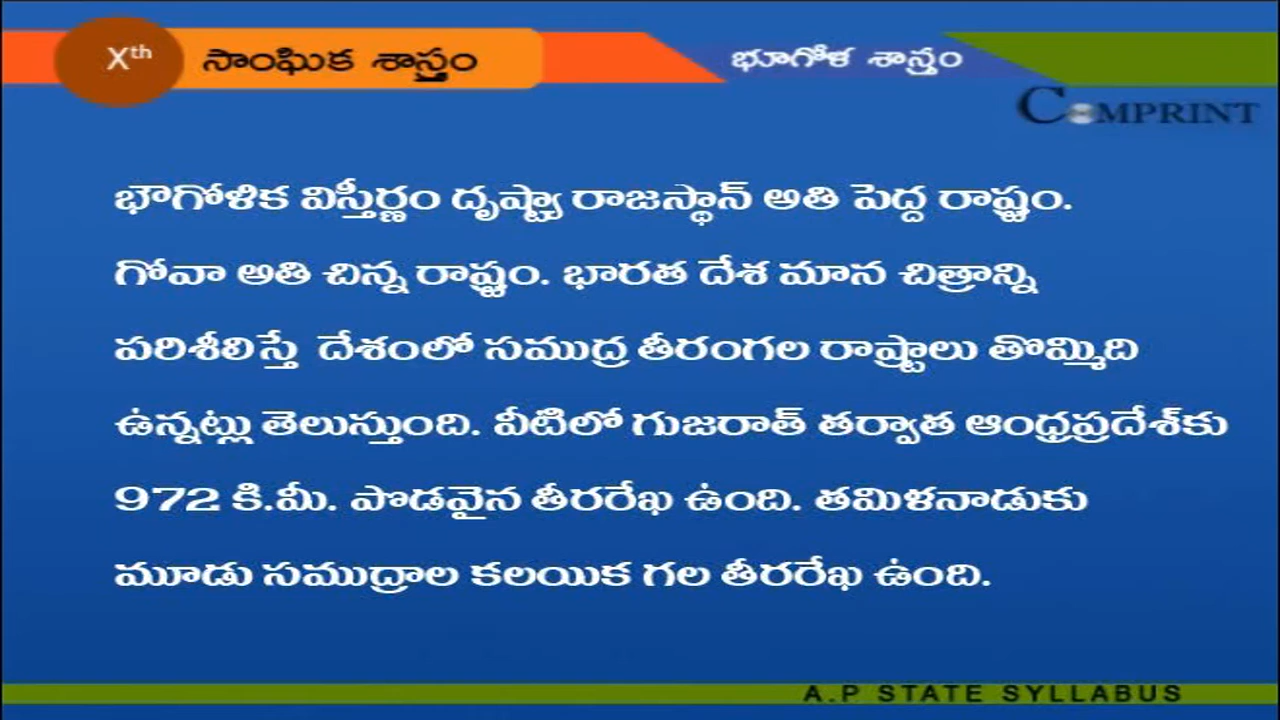 Xth సాంఘిక శాస్త్రం భూగోళ శాస్త్రం
COMPRINT
భౌగోళిక విస్తీర్ణం దృష్ట్యా రాజస్థాన్ అతి పెద్ద రాష్ట్రం.
గోవా అతి చిన్న రాష్ట్రం. భారత దేశ మాన చిత్రాన్ని
పరిశీలిస్తే దేశంలో సముద్ర తీరంగల రాష్ట్రాలు తొమ్మిది
ఉన్నట్లు తెలుస్తుంది. వీటిలో గుజరాత్ తర్వాత ఆంధ్రప్రదేశ్‌కు
972 కి.మీ. పొడవైన తీరరేఖ ఉంది. తమిళనాడుకు
మూడు సముద్రాల కలయిక గల తీరరేఖ ఉంది.
A.P STATE SYLLABUS